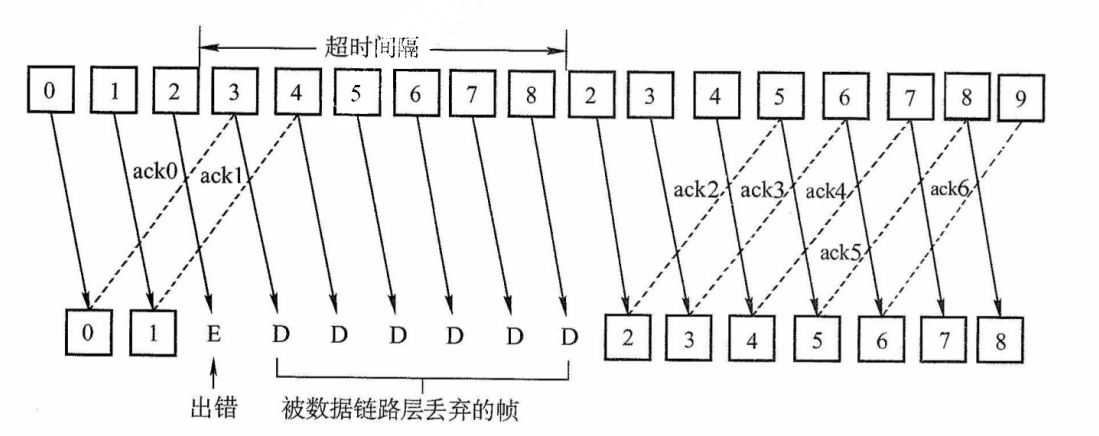 超时间隔
0 1 2 3 4 5 6 7 8 2 3 4 5 6 7 8 9
ack0 ack1 ack2 ack3 ack4 ack6
ack5
0 1 E D D D D D D 2 3 4 5 6 7 8
出错 被数据链路层丢弃的帧